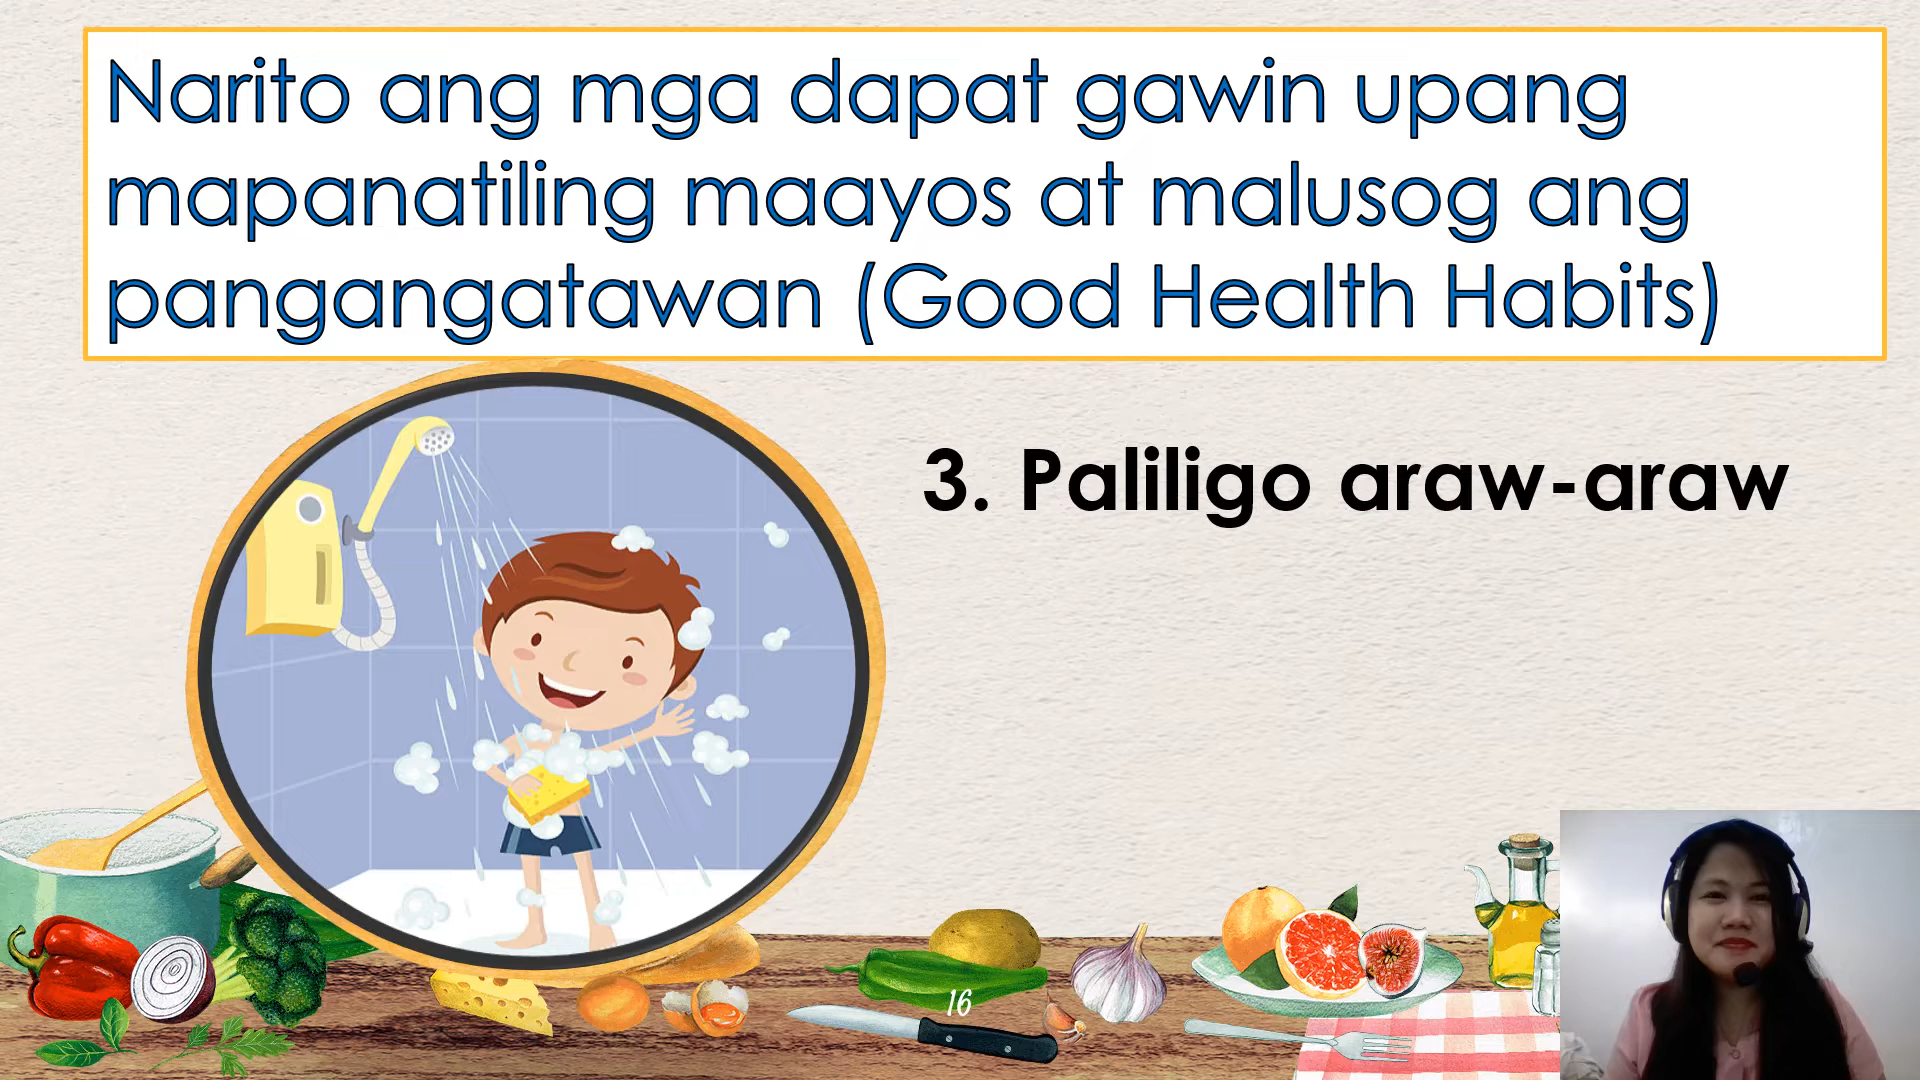 Narito ang mga dapat gawin upang
mapanatiling maayos at malusog ang
pangangatawan (Good Health Habits)
3. Paliligo araw-araw
16